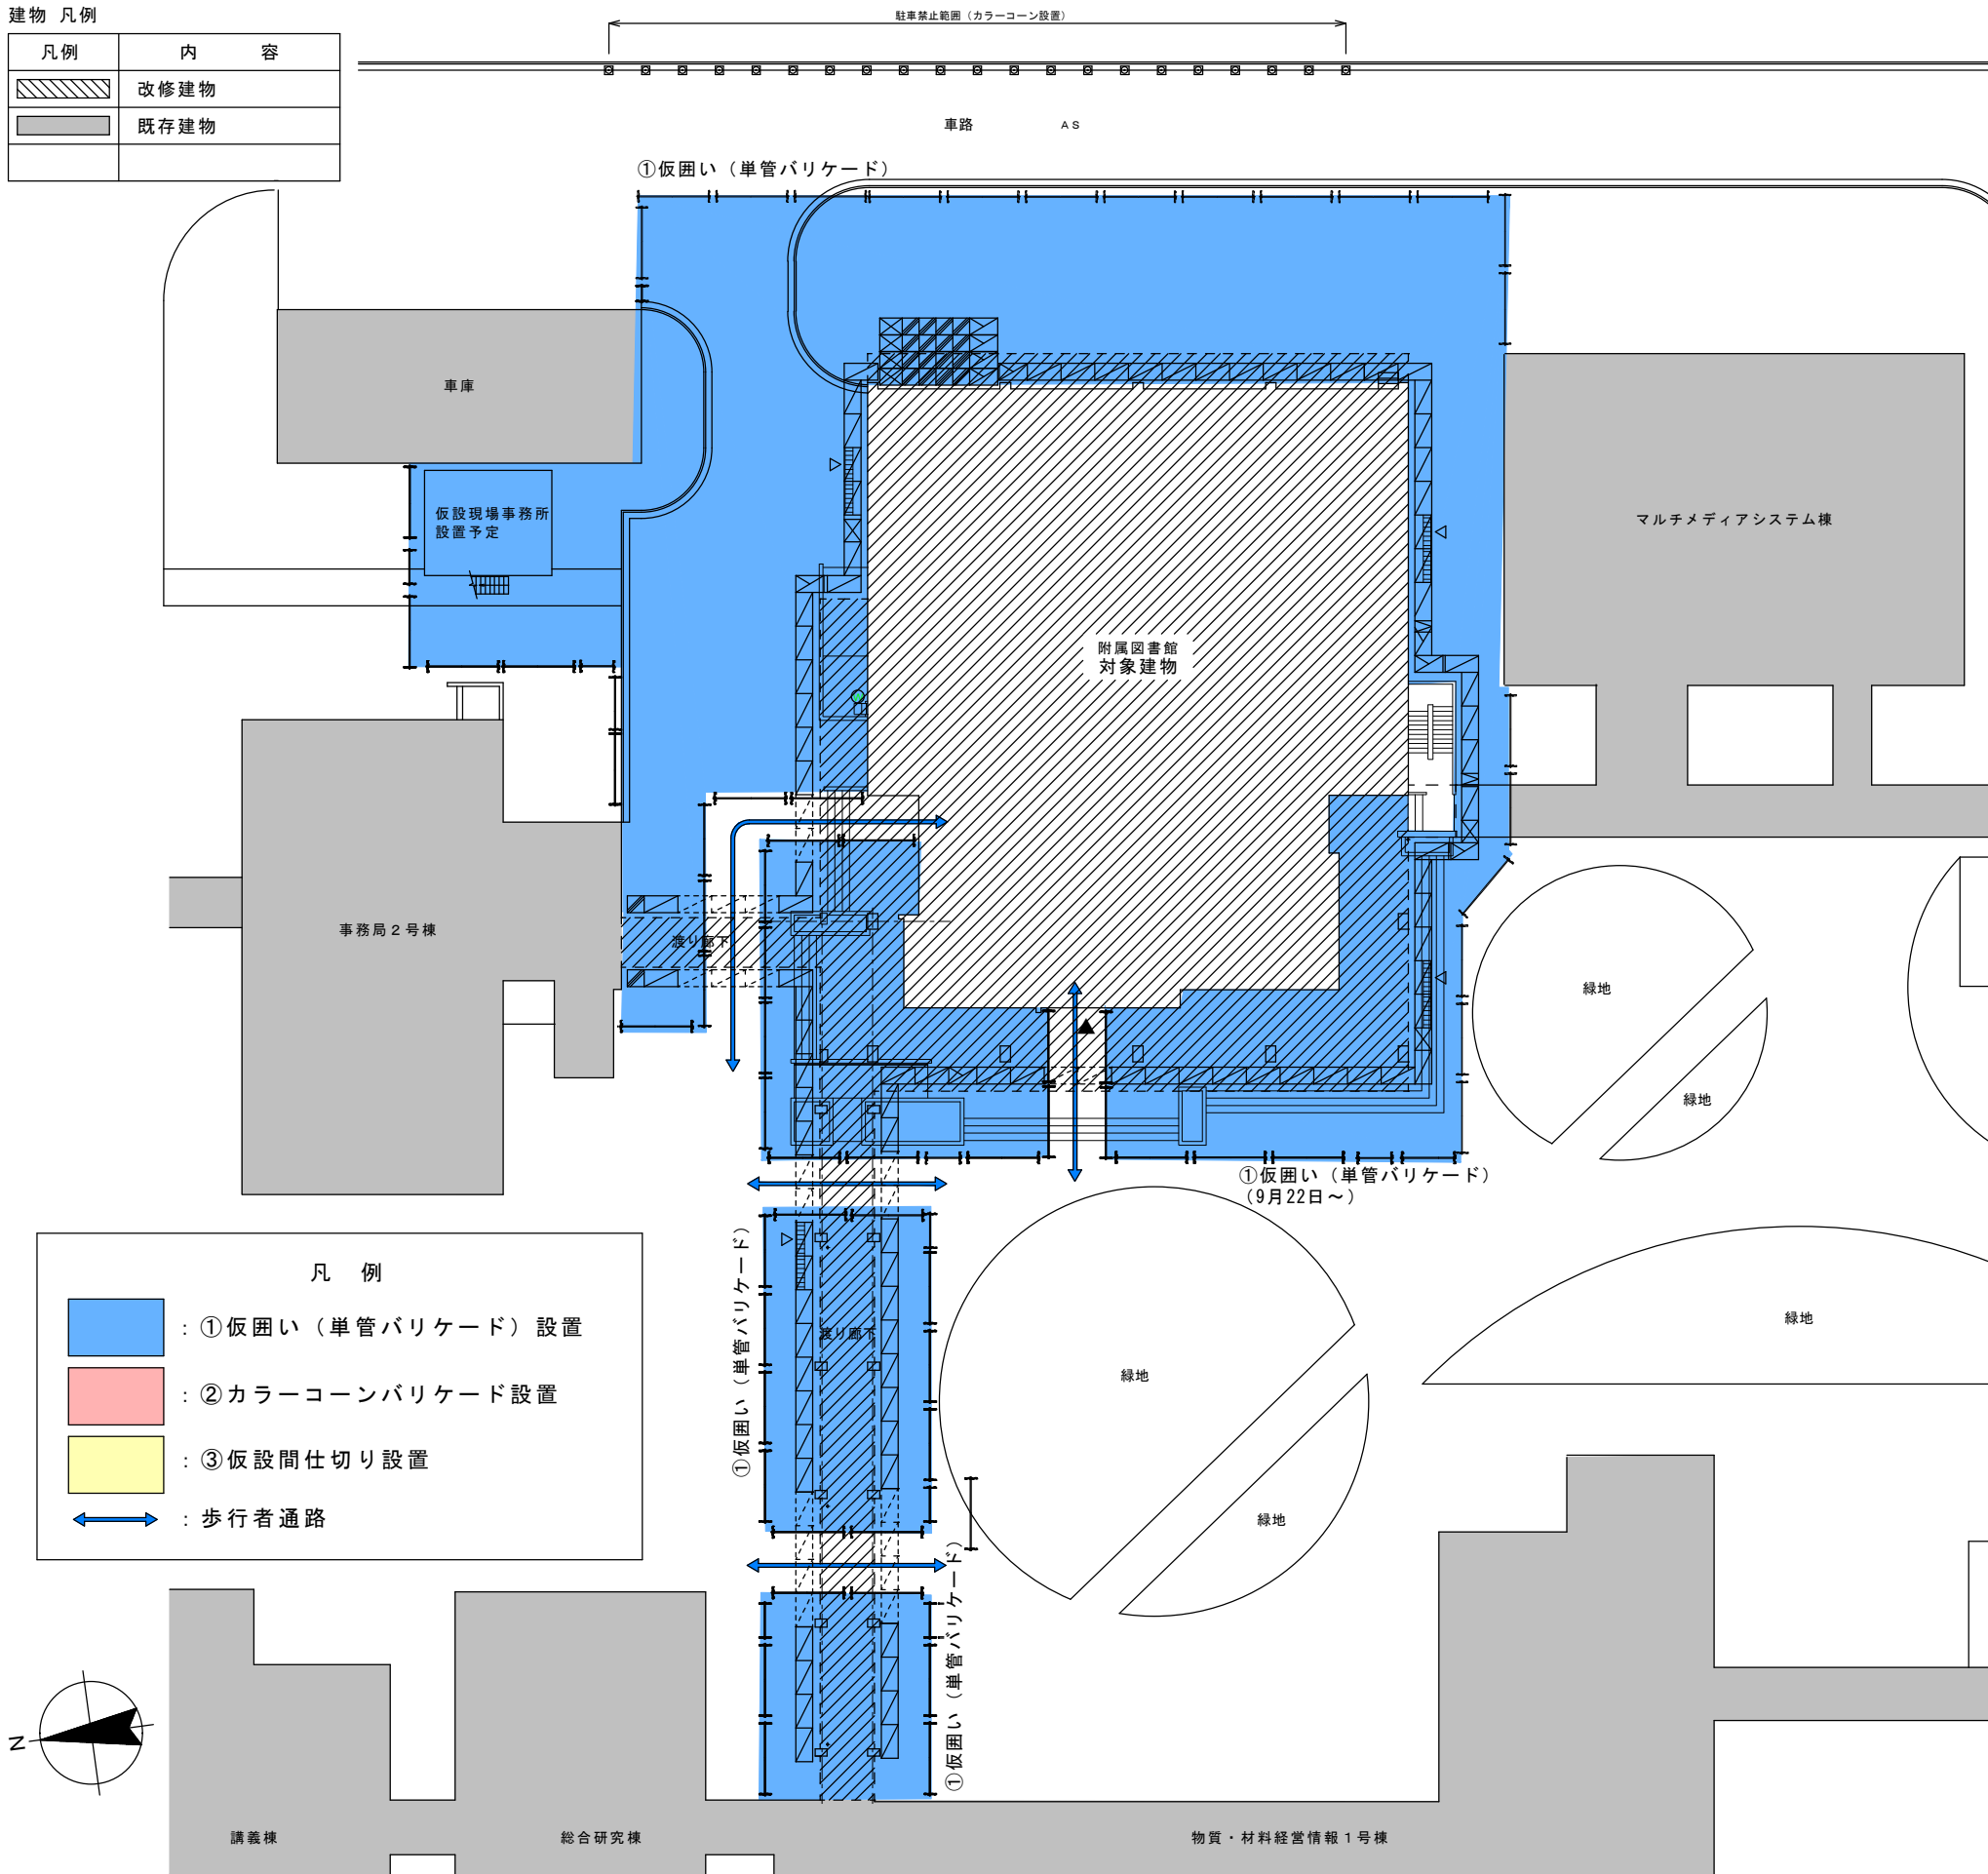 建物 凡例
凡例
内 容
改修建物
既存建物
駐車禁止範囲（カラーコーン設置）
車路
AS
①仮囲い（単管バリケード）
車庫
仮設現場事務所
設置予定
マルチメディアシステム棟
附属図書館
対象建物
事務局２号棟
渡り廊下
緑地
緑地
①仮囲い（単管バリケード）
（9月22日～）
①仮囲い（単管バリケード）
渡り廊下
緑地
緑地
緑地
①仮囲い（単管バリケード）
凡 例
：①仮囲い（単管バリケード）設置
：②カラーコーンバリケード設置
：③仮設間仕切り設置
：歩行者通路
N
講義棟
総合研究棟
物質・材料経営情報１号棟